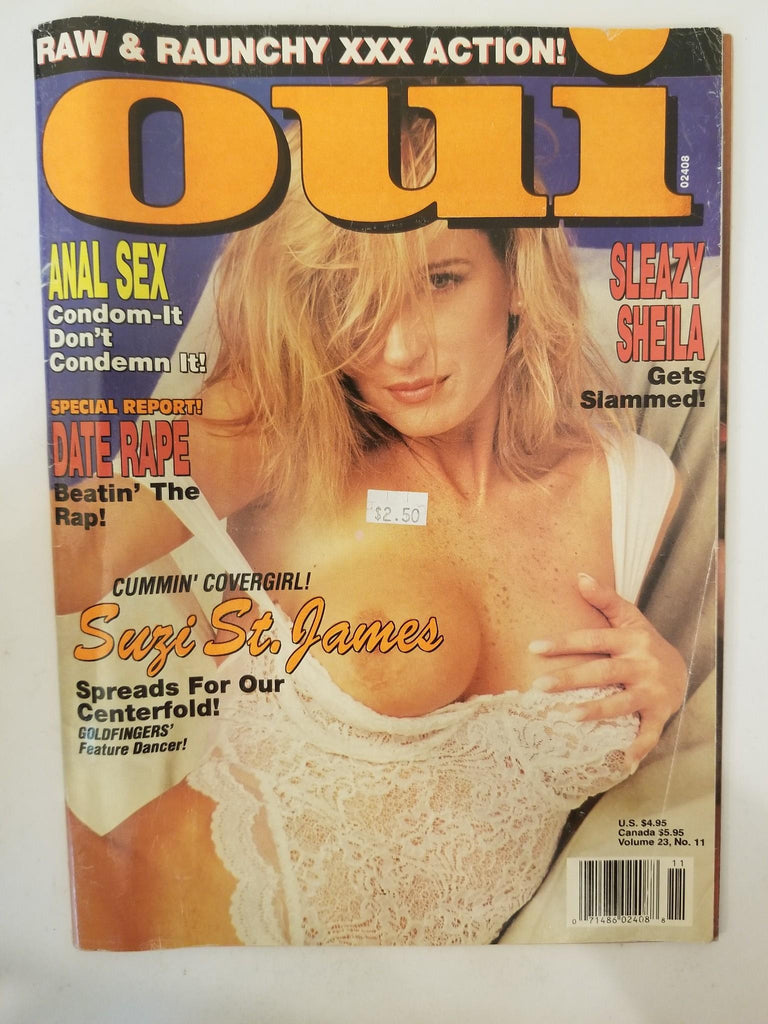 RAW & RAUNCHY XXX ACTION!
oui
02408
ANAL SEX
Condom-It
Don't
Condemn It!
SPECIAL REPORT!
DATE RAPE
Beatin' The
Rap!
SLEAZY
SHEILA
Gets
Slammed!
$2.50
CUMMIN' COVERGIRL!
Suzi St. James
Spreads For Our
Centerfold!
GOLDFINGERS'
Feature Dancer!
U.S. $4.95
Canada $5.95
Volume 23, No. 11
11
0 71486 02408 8